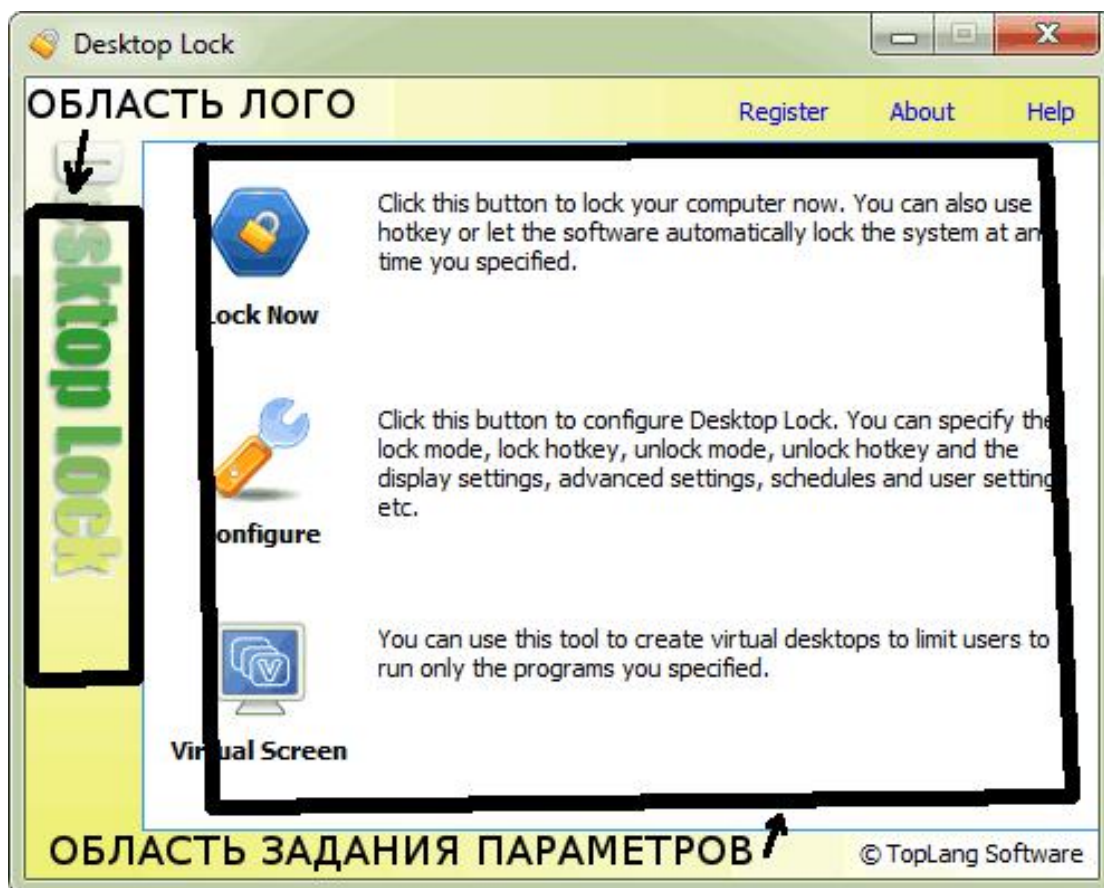 Desktop Lock
ОБЛАСТЬ ЛОГО
Register About Help
Desktop Lock
Click this button to lock your computer now. You can also use
hotkey or let the software automatically lock the system at an
time you specified.
Lock Now
Click this button to configure Desktop Lock. You can specify the
lock mode, lock hotkey, unlock mode, unlock hotkey and the
display settings, advanced settings, schedules and user setting
etc.
Configure
You can use this tool to create virtual desktops to limit users to
run only the programs you specified.
Virtual Screen
ОБЛАСТЬ ЗАДАНИЯ ПАРАМЕТРОВ
© TopLang Software